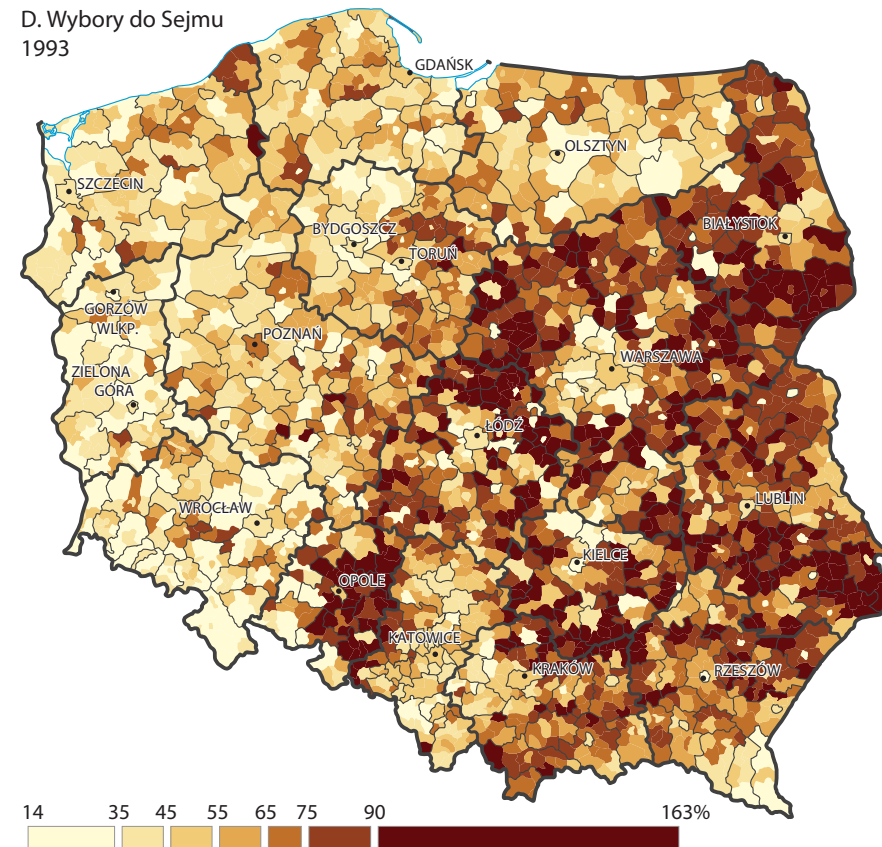 D. Wybory do Sejmu
1993
GDAŃSK
OLSZTYN
SZCZECIN
BYDGOSZCZ
BIAŁYSTOK
TORUŃ
GORZÓW
WLKP.
POZNAŃ
WARSZAWA
ZIELONA
GÓRA
ŁÓDŹ
WROCŁAW
LUBLIN
KIELCE
OPOLE
KATOWICE
KRAKÓW
RZESZÓW
14 35 45 55 65 75 90 163%